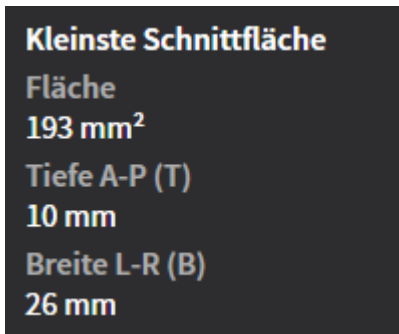 Kleinste Schnittfläche
Fläche
193 mm²
Tiefe A-P (T)
10 mm
Breite L-R (B)
26 mm